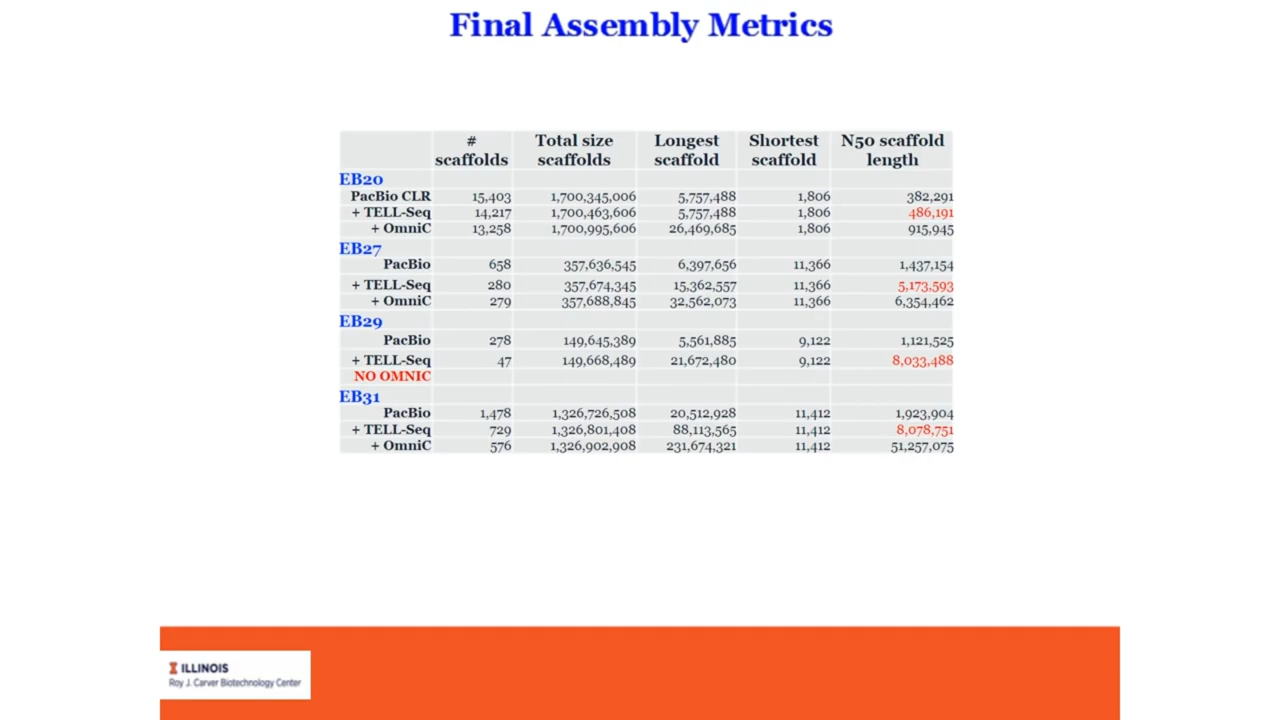 Final Assembly Metrics
# scaffolds Total size scaffolds Longest scaffold Shortest scaffold N50 scaffold length
EB20
PacBio CLR 15,403 1,700,345,006 5,757,488 1,806 382,291
+ TELL-Seq 14,217 1,700,463,606 5,757,488 1,806 486,191
+ OmniC 13,258 1,700,995,606 26,469,685 1,806 915,945
EB27
PacBio 658 357,636,545 6,397,656 11,366 1,437,154
+ TELL-Seq 280 357,674,345 15,362,557 11,366 5,173,593
+ OmniC 279 357,688,845 32,562,073 11,366 6,354,462
EB29
PacBio 278 149,645,389 5,561,885 9,122 1,121,525
+ TELL-Seq 47 149,668,489 21,672,480 9,122 8,033,488
NO OMNIC
EB31
PacBio 1,478 1,326,726,508 20,512,928 11,412 1,923,904
+ TELL-Seq 729 1,326,801,408 88,113,565 11,412 8,078,751
+ OmniC 576 1,326,902,908 231,674,321 11,412 51,257,075
ILLINOIS
Roy J. Carver Biotechnology Center